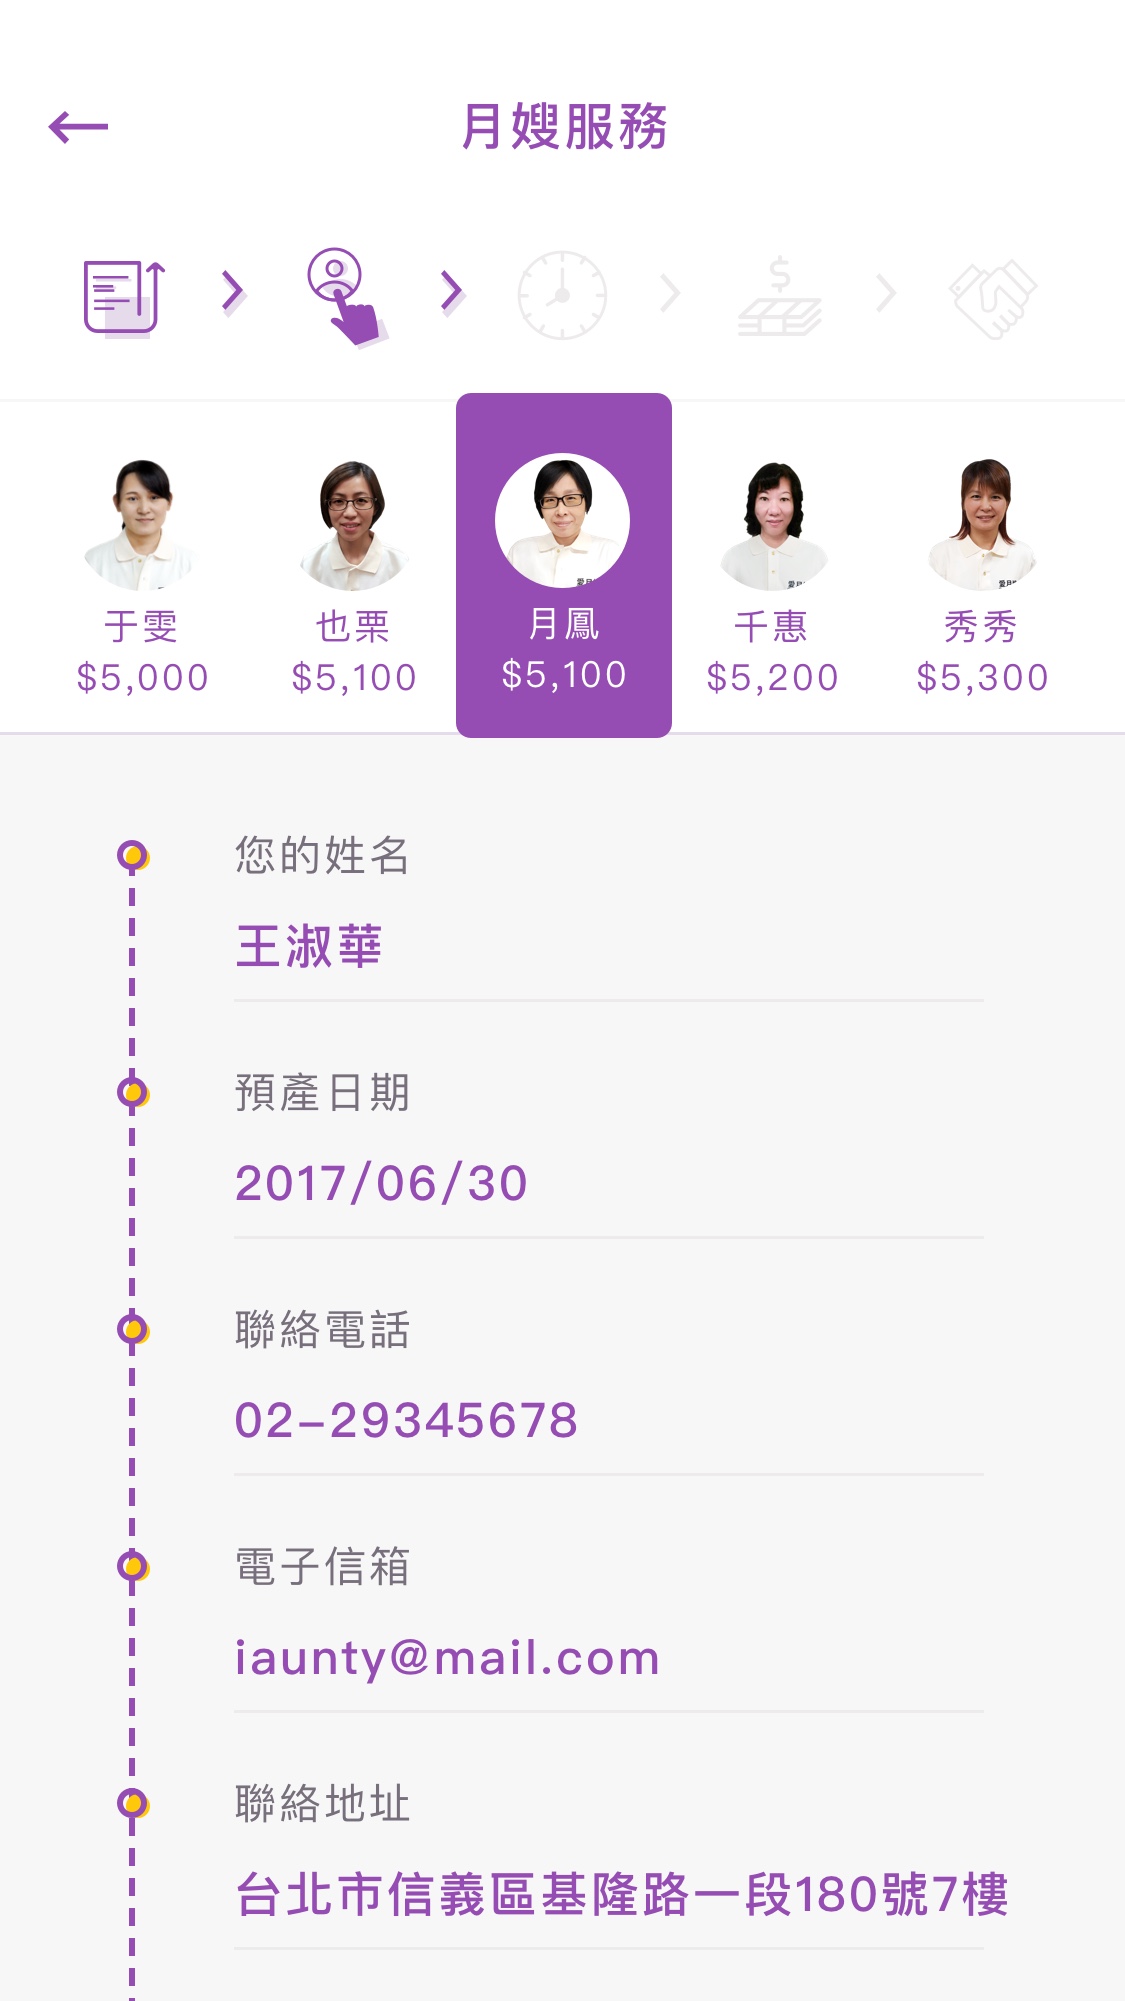 月嫂服務
$
于雯
$5,000
也栗
$5,100
月鳳
$5,100
千惠
$5,200
秀秀
$5,300
您的姓名
王淑華
預產日期
2017/06/30
聯絡電話
02-29345678
電子信箱
iaunty@mail.com
聯絡地址
台北市信義區基隆路一段180號7樓